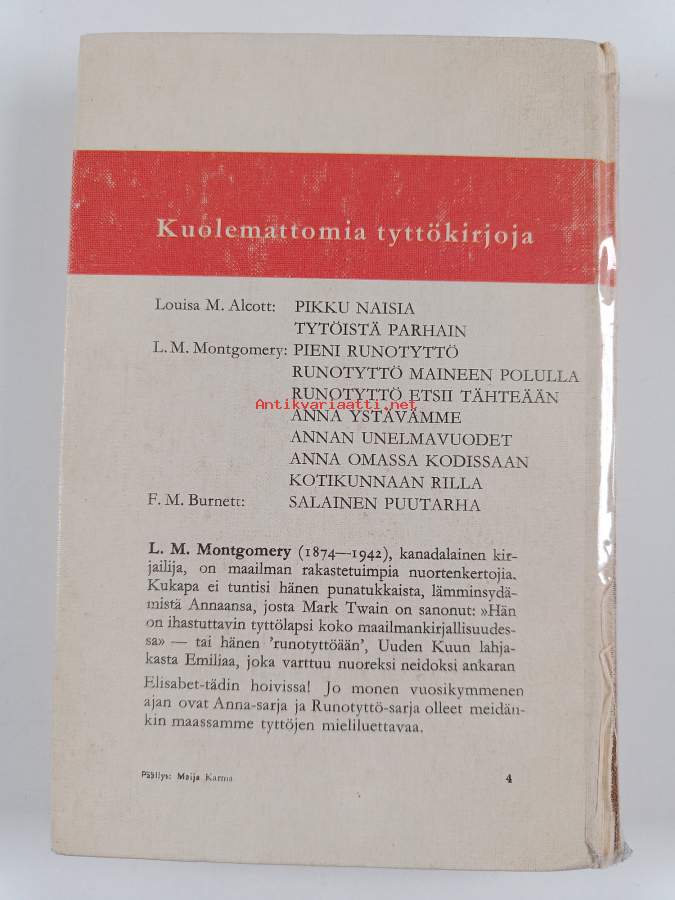 Kuolemattomia tyttökirjoja
Louisa M. Alcott: PIKKU NAISIA
TYTÖISTÄ PARHAIN
L. M. Montgomery: PIENI RUNOTYTTÖ
RUNOTYTTÖ MAINEEN POLULLA
RUNOTYTTÖ ETSII TÄHTEÄÄN
Antikvariaatti.net
ANNA YSTÄVÄMME
ANNAN UNELMAVUODET
ANNA OMASSA KODISSAAN
KOTIKUNNAAN RILLA
F. M. Burnett: SALAINEN PUUTARHA
L. M. Montgomery (1874—1942), kanadalainen kir-
jailija, on maailman rakastetuimpia nuortenkertojia.
Kukapa ei tuntisi hänen punatukkaista, lämminsydä-
mistä Annaansa, josta Mark Twain on sanonut: »Hän
on ihastuttavin tyttölapsi koko maailmankirjallisuudes-
sa» — tai hänen 'runotyttöään', Uuden Kuun lahja-
kasta Emiliaa, joka varttuu nuoreksi neidoksi ankaran
Elisabet-tädin hoivissa! Jo monen vuosikymmenen
ajan ovat Anna-sarja ja Runotyttö-sarja olleet meidän-
kin maassamme tyttöjen mieliluettavaa.
Päällys: Maija Karma
4